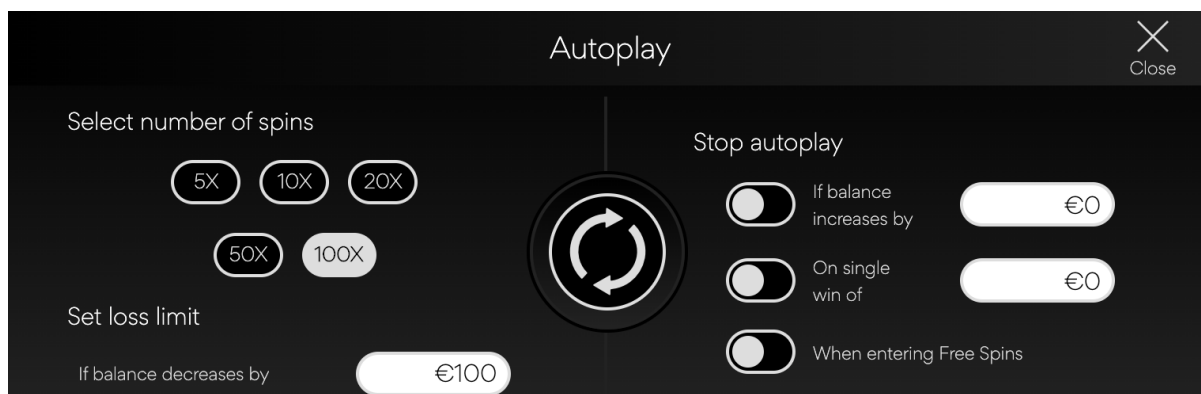 Autoplay
Close
Select number of spins
5X 10X 20X
50X 100X
Set loss limit
If balance decreases by €100
Stop autoplay
If balance
increases by
€0
On single
win of
€0
When entering Free Spins